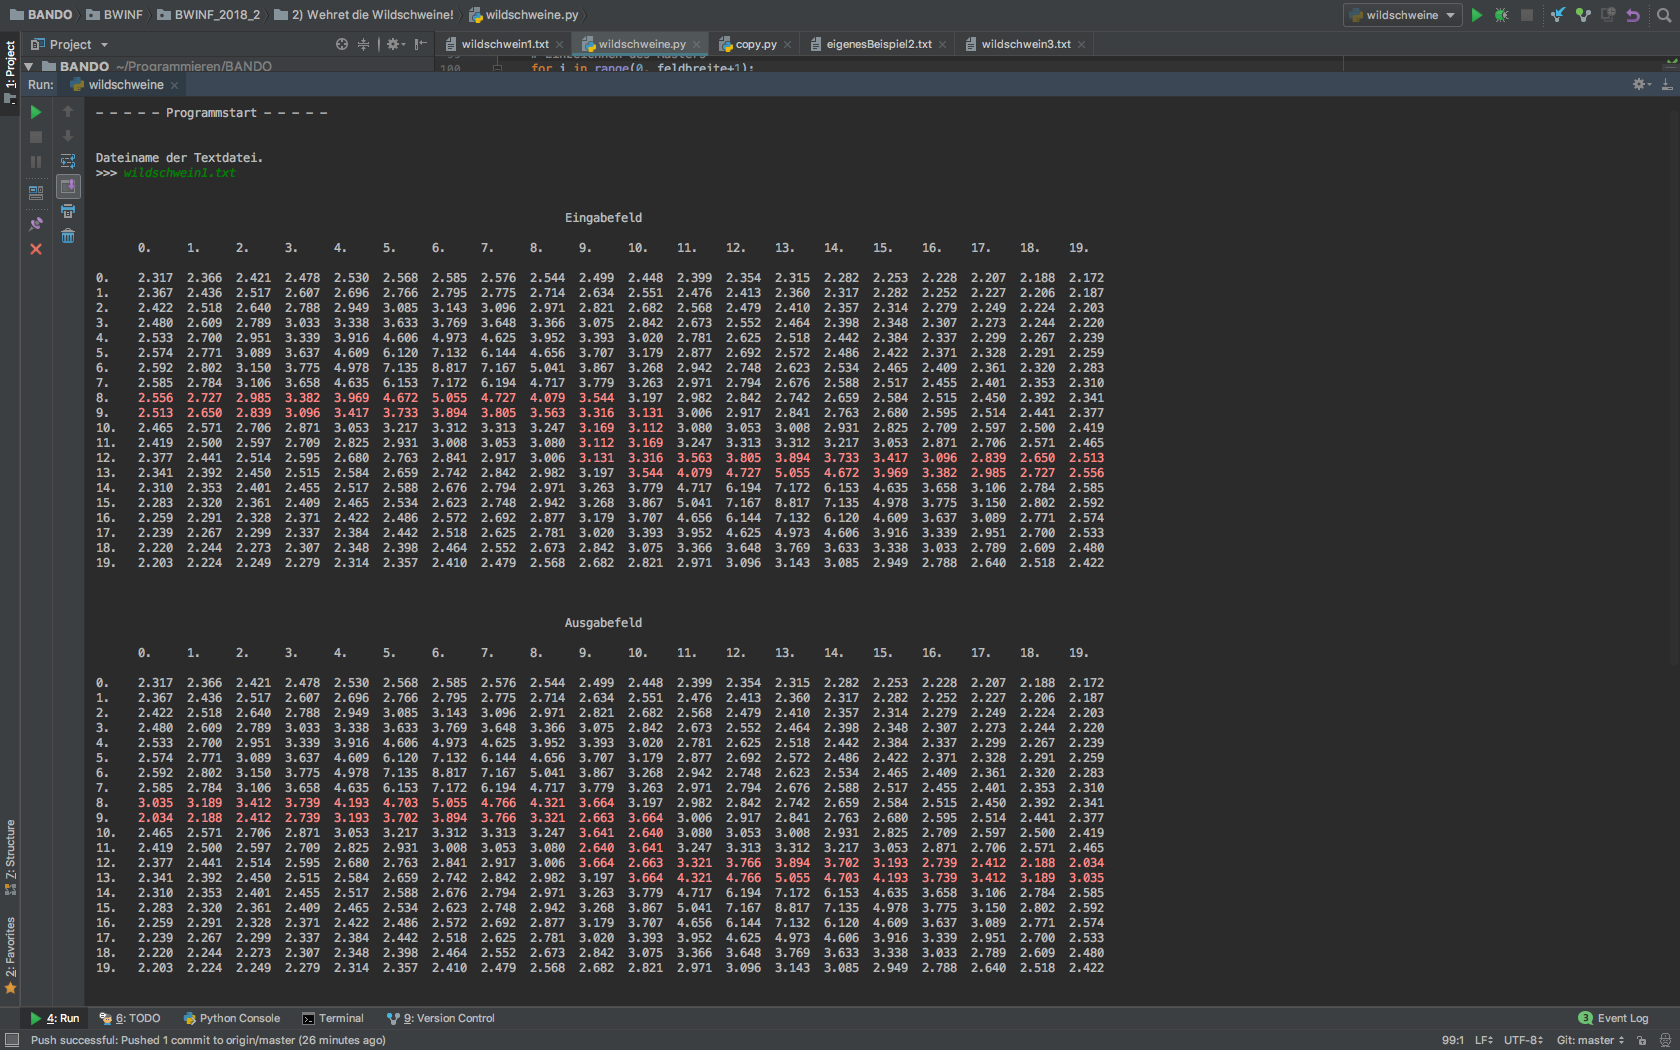 BANDO BWINF BWINF_2018_2 2) Wehret die Wildschweine! wildschweine.py wildschweine
Project wildschwein1.txt wildschweine.py copy.py eigenesBeispiel2.txt wildschwein3.txt
BANDO ~/Programmieren/BANDO 100 for i in range(0, feldbreite+1):
1: Project
Run: wildschweine
- - - - - Programmstart - - - - -
Dateiname der Textdatei.
>>> wildschwein1.txt
Eingabefeld
0. 1. 2. 3. 4. 5. 6. 7. 8. 9. 10. 11. 12. 13. 14. 15. 16. 17. 18. 19.
0. 2.317 2.366 2.421 2.478 2.530 2.568 2.585 2.576 2.544 2.499 2.448 2.399 2.354 2.315 2.282 2.253 2.228 2.207 2.188 2.172
1. 2.367 2.436 2.517 2.607 2.696 2.766 2.795 2.775 2.714 2.634 2.551 2.476 2.413 2.360 2.317 2.282 2.252 2.227 2.206 2.187
2. 2.422 2.518 2.640 2.788 2.949 3.085 3.143 3.096 2.971 2.821 2.682 2.568 2.479 2.410 2.357 2.314 2.279 2.249 2.224 2.203
3. 2.480 2.609 2.789 3.033 3.338 3.633 3.769 3.648 3.366 3.075 2.842 2.673 2.552 2.464 2.398 2.348 2.307 2.273 2.244 2.220
4. 2.533 2.700 2.951 3.339 3.916 4.606 4.973 4.625 3.952 3.393 3.020 2.781 2.625 2.518 2.442 2.384 2.337 2.299 2.267 2.239
5. 2.574 2.771 3.089 3.637 4.609 6.120 7.132 6.144 4.656 3.707 3.179 2.877 2.692 2.572 2.486 2.422 2.371 2.328 2.291 2.259
6. 2.592 2.802 3.150 3.775 4.978 7.135 8.817 7.167 5.041 3.867 3.268 2.942 2.748 2.623 2.534 2.465 2.409 2.361 2.320 2.283
7. 2.585 2.784 3.106 3.658 4.635 6.153 7.172 6.194 4.717 3.779 3.263 2.971 2.794 2.676 2.588 2.517 2.455 2.401 2.353 2.310
8. 2.556 2.727 2.985 3.382 3.969 4.672 5.055 4.727 4.079 3.544 3.197 2.982 2.842 2.742 2.659 2.584 2.515 2.450 2.392 2.341
9. 2.513 2.650 2.839 3.096 3.417 3.733 3.894 3.805 3.563 3.316 3.131 3.006 2.917 2.841 2.763 2.680 2.595 2.514 2.441 2.377
10. 2.465 2.571 2.706 2.871 3.053 3.217 3.312 3.313 3.247 3.169 3.112 3.080 3.053 3.008 2.931 2.825 2.709 2.597 2.500 2.419
11. 2.419 2.500 2.597 2.709 2.825 2.931 3.008 3.053 3.080 3.112 3.169 3.247 3.313 3.312 3.217 3.053 2.871 2.706 2.571 2.465
12. 2.377 2.441 2.514 2.595 2.680 2.763 2.841 2.917 3.006 3.131 3.316 3.563 3.805 3.894 3.733 3.417 3.096 2.839 2.650 2.513
13. 2.341 2.392 2.450 2.515 2.584 2.659 2.742 2.842 2.982 3.197 3.544 4.079 4.727 5.055 4.672 3.969 3.382 2.985 2.727 2.556
14. 2.310 2.353 2.401 2.455 2.517 2.588 2.676 2.794 2.971 3.263 3.779 4.717 6.194 7.172 6.153 4.635 3.658 3.106 2.784 2.585
15. 2.283 2.320 2.361 2.409 2.465 2.534 2.623 2.748 2.942 3.268 3.867 5.041 7.167 8.817 7.135 4.978 3.775 3.150 2.802 2.592
16. 2.259 2.291 2.328 2.371 2.422 2.486 2.572 2.692 2.877 3.179 3.707 4.656 6.144 7.132 6.120 4.609 3.637 3.089 2.771 2.574
17. 2.239 2.267 2.299 2.337 2.384 2.442 2.518 2.625 2.781 3.020 3.393 3.952 4.625 4.973 4.606 3.916 3.339 2.951 2.700 2.533
18. 2.220 2.244 2.273 2.307 2.348 2.398 2.464 2.552 2.673 2.842 3.075 3.366 3.648 3.769 3.633 3.338 3.033 2.789 2.609 2.480
19. 2.203 2.224 2.249 2.279 2.314 2.357 2.410 2.479 2.568 2.682 2.821 2.971 3.096 3.143 3.085 2.949 2.788 2.640 2.518 2.422
Ausgabefeld
0. 1. 2. 3. 4. 5. 6. 7. 8. 9. 10. 11. 12. 13. 14. 15. 16. 17. 18. 19.
0. 2.317 2.366 2.421 2.478 2.530 2.568 2.585 2.576 2.544 2.499 2.448 2.399 2.354 2.315 2.282 2.253 2.228 2.207 2.188 2.172
1. 2.367 2.436 2.517 2.607 2.696 2.766 2.795 2.775 2.714 2.634 2.551 2.476 2.413 2.360 2.317 2.282 2.252 2.227 2.206 2.187
2. 2.422 2.518 2.640 2.788 2.949 3.085 3.143 3.096 2.971 2.821 2.682 2.568 2.479 2.410 2.357 2.314 2.279 2.249 2.224 2.203
3. 2.480 2.609 2.789 3.033 3.338 3.633 3.769 3.648 3.366 3.075 2.842 2.673 2.552 2.464 2.398 2.348 2.307 2.273 2.244 2.220
4. 2.533 2.700 2.951 3.339 3.916 4.606 4.973 4.625 3.952 3.393 3.020 2.781 2.625 2.518 2.442 2.384 2.337 2.299 2.267 2.239
5. 2.574 2.771 3.089 3.637 4.609 6.120 7.132 6.144 4.656 3.707 3.179 2.877 2.692 2.572 2.486 2.422 2.371 2.328 2.291 2.259
6. 2.592 2.802 3.150 3.775 4.978 7.135 8.817 7.167 5.041 3.867 3.268 2.942 2.748 2.623 2.534 2.465 2.409 2.361 2.320 2.283
7. 2.585 2.784 3.106 3.658 4.635 6.153 7.172 6.194 4.717 3.779 3.263 2.971 2.794 2.676 2.588 2.517 2.455 2.401 2.353 2.310
8. 3.035 3.189 3.412 3.739 4.193 4.703 5.055 4.766 4.321 3.664 3.197 2.982 2.842 2.742 2.659 2.584 2.515 2.450 2.392 2.341
9. 2.034 2.188 2.412 2.739 3.193 3.702 3.894 3.766 3.321 2.663 3.664 3.006 2.917 2.841 2.763 2.680 2.595 2.514 2.441 2.377
10. 2.465 2.571 2.706 2.871 3.053 3.217 3.312 3.313 3.247 3.641 2.640 3.080 3.053 3.008 2.931 2.825 2.709 2.597 2.500 2.419
11. 2.419 2.500 2.597 2.709 2.825 2.931 3.008 3.053 3.080 2.640 3.641 3.247 3.313 3.312 3.217 3.053 2.871 2.706 2.571 2.465
12. 2.377 2.441 2.514 2.595 2.680 2.763 2.841 2.917 3.006 3.664 2.663 3.321 3.766 3.894 3.702 3.193 2.739 2.412 2.188 2.034
13. 2.341 2.392 2.450 2.515 2.584 2.659 2.742 2.842 2.982 3.197 3.664 4.321 4.766 5.055 4.703 4.193 3.739 3.412 3.189 3.035
14. 2.310 2.353 2.401 2.455 2.517 2.588 2.676 2.794 2.971 3.263 3.779 4.717 6.194 7.172 6.153 4.635 3.658 3.106 2.784 2.585
15. 2.283 2.320 2.361 2.409 2.465 2.534 2.623 2.748 2.942 3.268 3.867 5.041 7.167 8.817 7.135 4.978 3.775 3.150 2.802 2.592
16. 2.259 2.291 2.328 2.371 2.422 2.486 2.572 2.692 2.877 3.179 3.707 4.656 6.144 7.132 6.120 4.609 3.637 3.089 2.771 2.574
17. 2.239 2.267 2.299 2.337 2.384 2.442 2.518 2.625 2.781 3.020 3.393 3.952 4.625 4.973 4.606 3.916 3.339 2.951 2.700 2.533
18. 2.220 2.244 2.273 2.307 2.348 2.398 2.464 2.552 2.673 2.842 3.075 3.366 3.648 3.769 3.633 3.338 3.033 2.789 2.609 2.480
19. 2.203 2.224 2.249 2.279 2.314 2.357 2.410 2.479 2.568 2.682 2.821 2.971 3.096 3.143 3.085 2.949 2.788 2.640 2.518 2.422
7: Structure
2: Favorites
4: Run 6: TODO Python Console Terminal 9: Version Control 3 Event Log
Push successful: Pushed 1 commit to origin/master (26 minutes ago) 99:1 LF UTF-8 Git: master